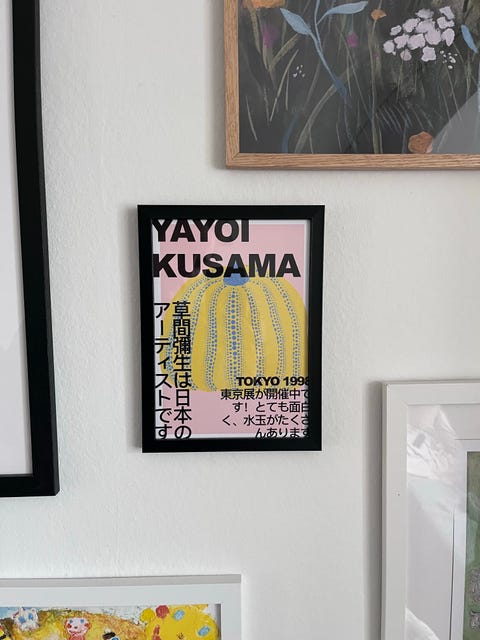 YAYOI
KUSAMA
草間彌生は日本の
アーティストです
TOKYO 1998
東京展が開催中で
す！とても面白
く、水玉がたくさ
んあります